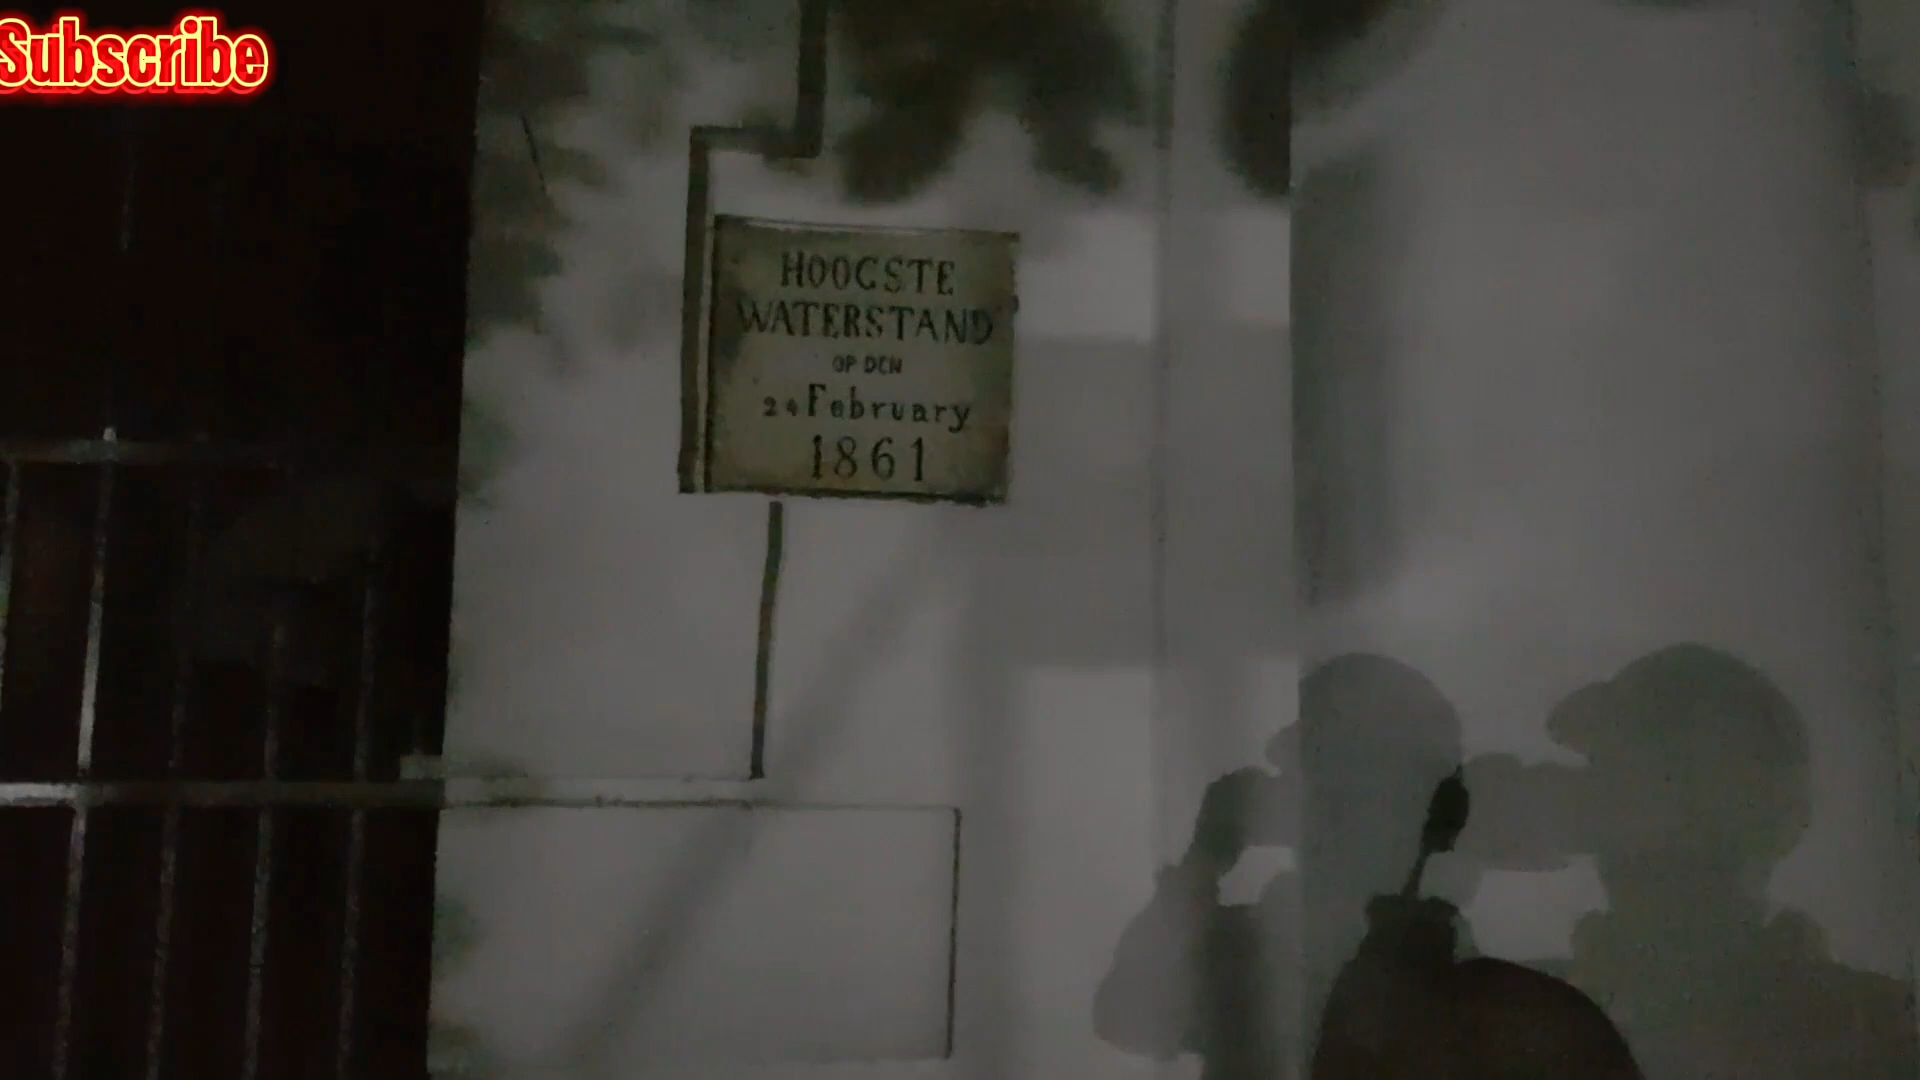 Subscribe
HOOGSTE
WATERSTAND
OP DEN
24 February
1861